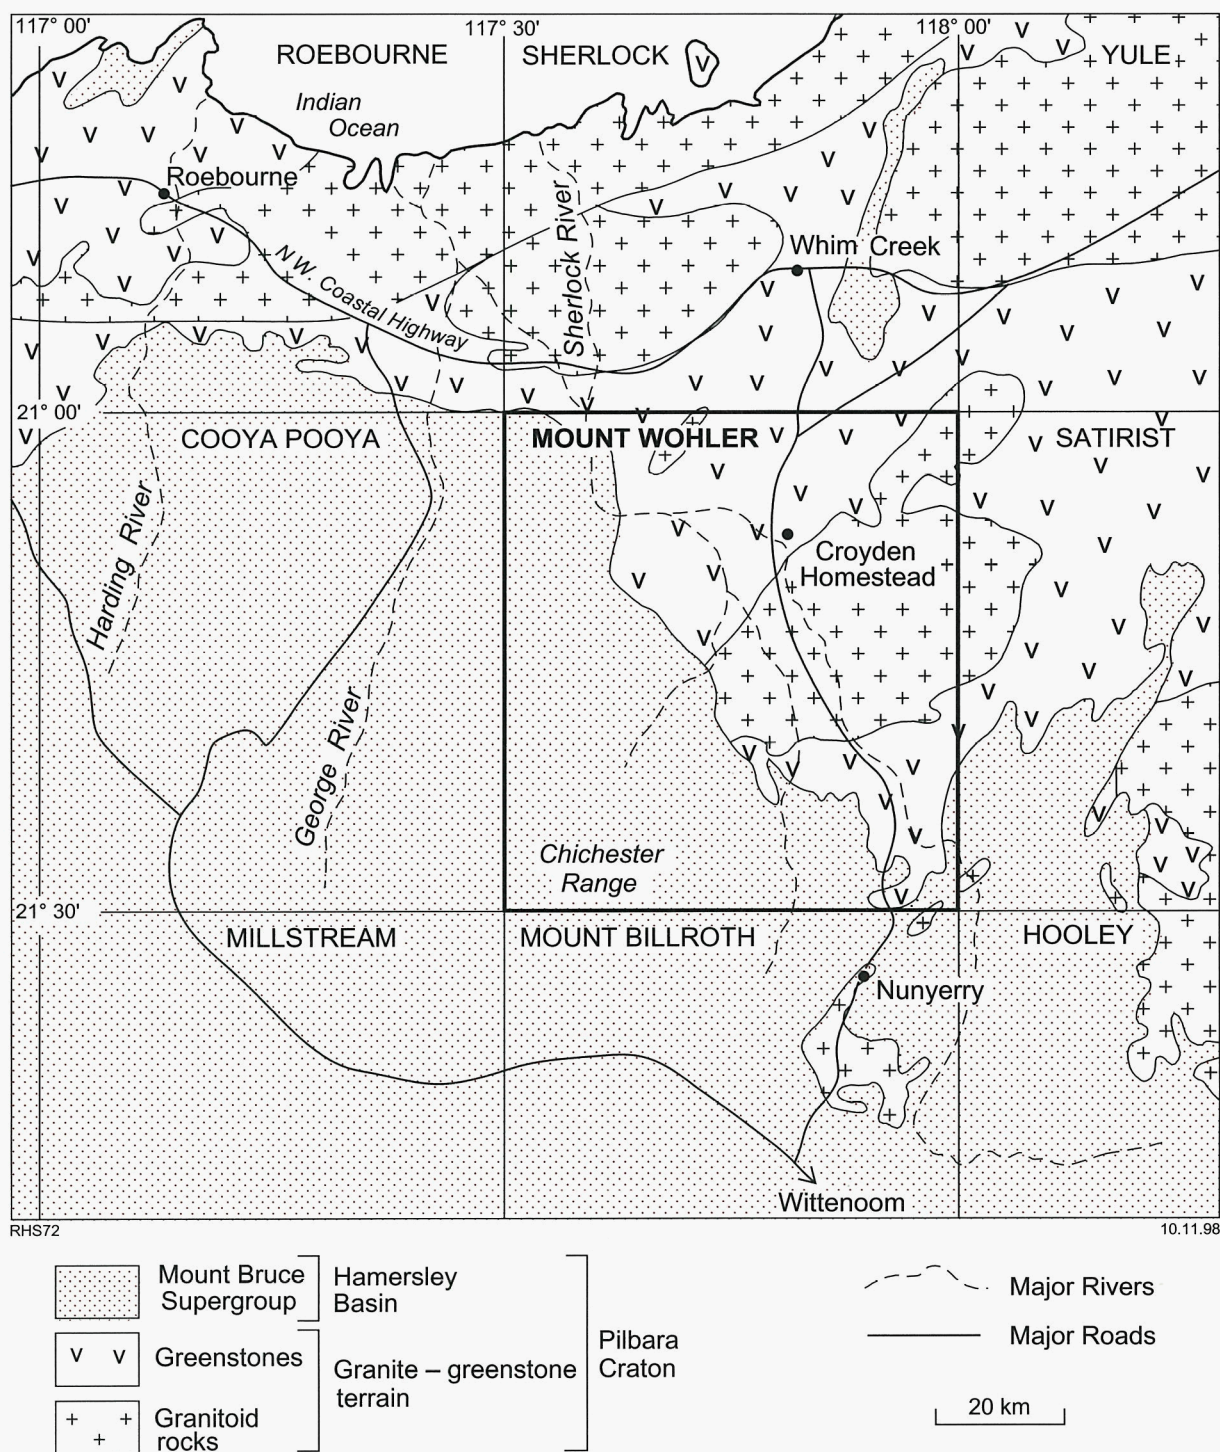 117° 00'
117° 30'
118° 00'
ROEBOURNE
SHERLOCK
YULE
Indian
Ocean
Roebourne
Sherlock River
Whim Creek
N.W. Coastal Highway
21° 00'
COOYA POOYA
MOUNT WOHLER
SATIRIST
Harding River
Croyden
Homestead
George River
Chichester
Range
21° 30'
MILLSTREAM
MOUNT BILLROTH
HOOLEY
Nunyerry
Wittenoom
RHS72
10.11.98
Mount Bruce
Supergroup
Hamersley
Basin
Greenstones
Granite – greenstone
terrain
Granitoid
rocks
Pilbara
Craton
Major Rivers
Major Roads
20 km